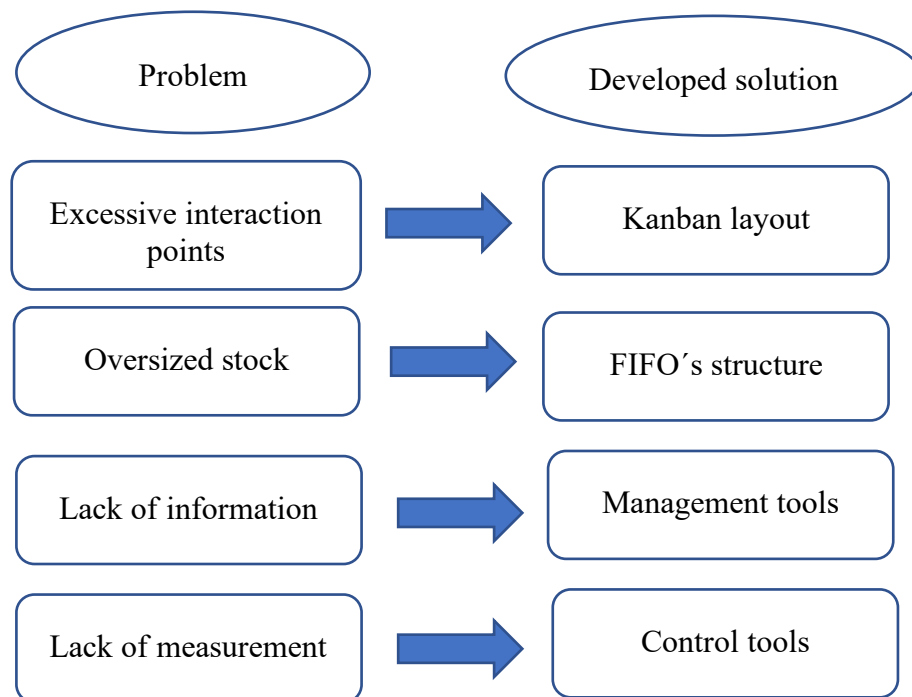 Problem
Developed solution
Excessive interaction
points
Kanban layout
Oversized stock
FIFO´s structure
Lack of information
Management tools
Lack of measurement
Control tools